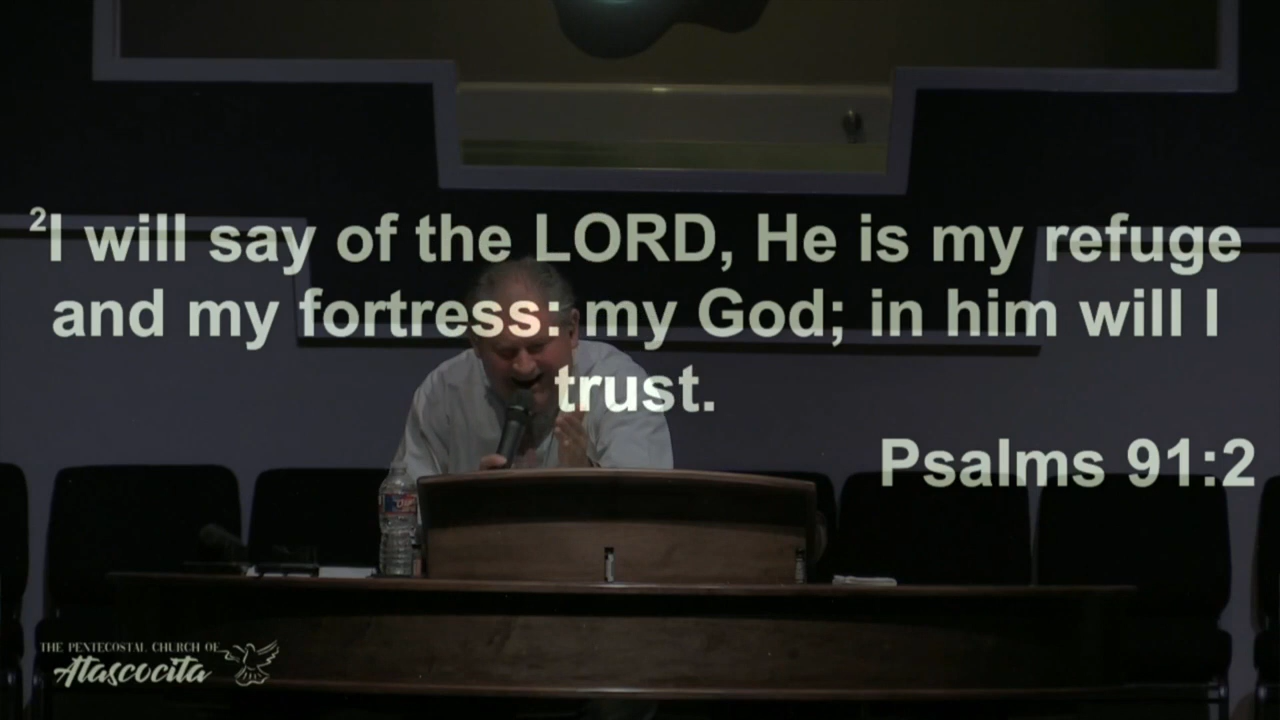 2I will say of the LORD, He is my refuge
and my fortress: my God; in him will I
trust.
Psalms 91:2
THE PENTECOSTAL CHURCH OF
Atascocita